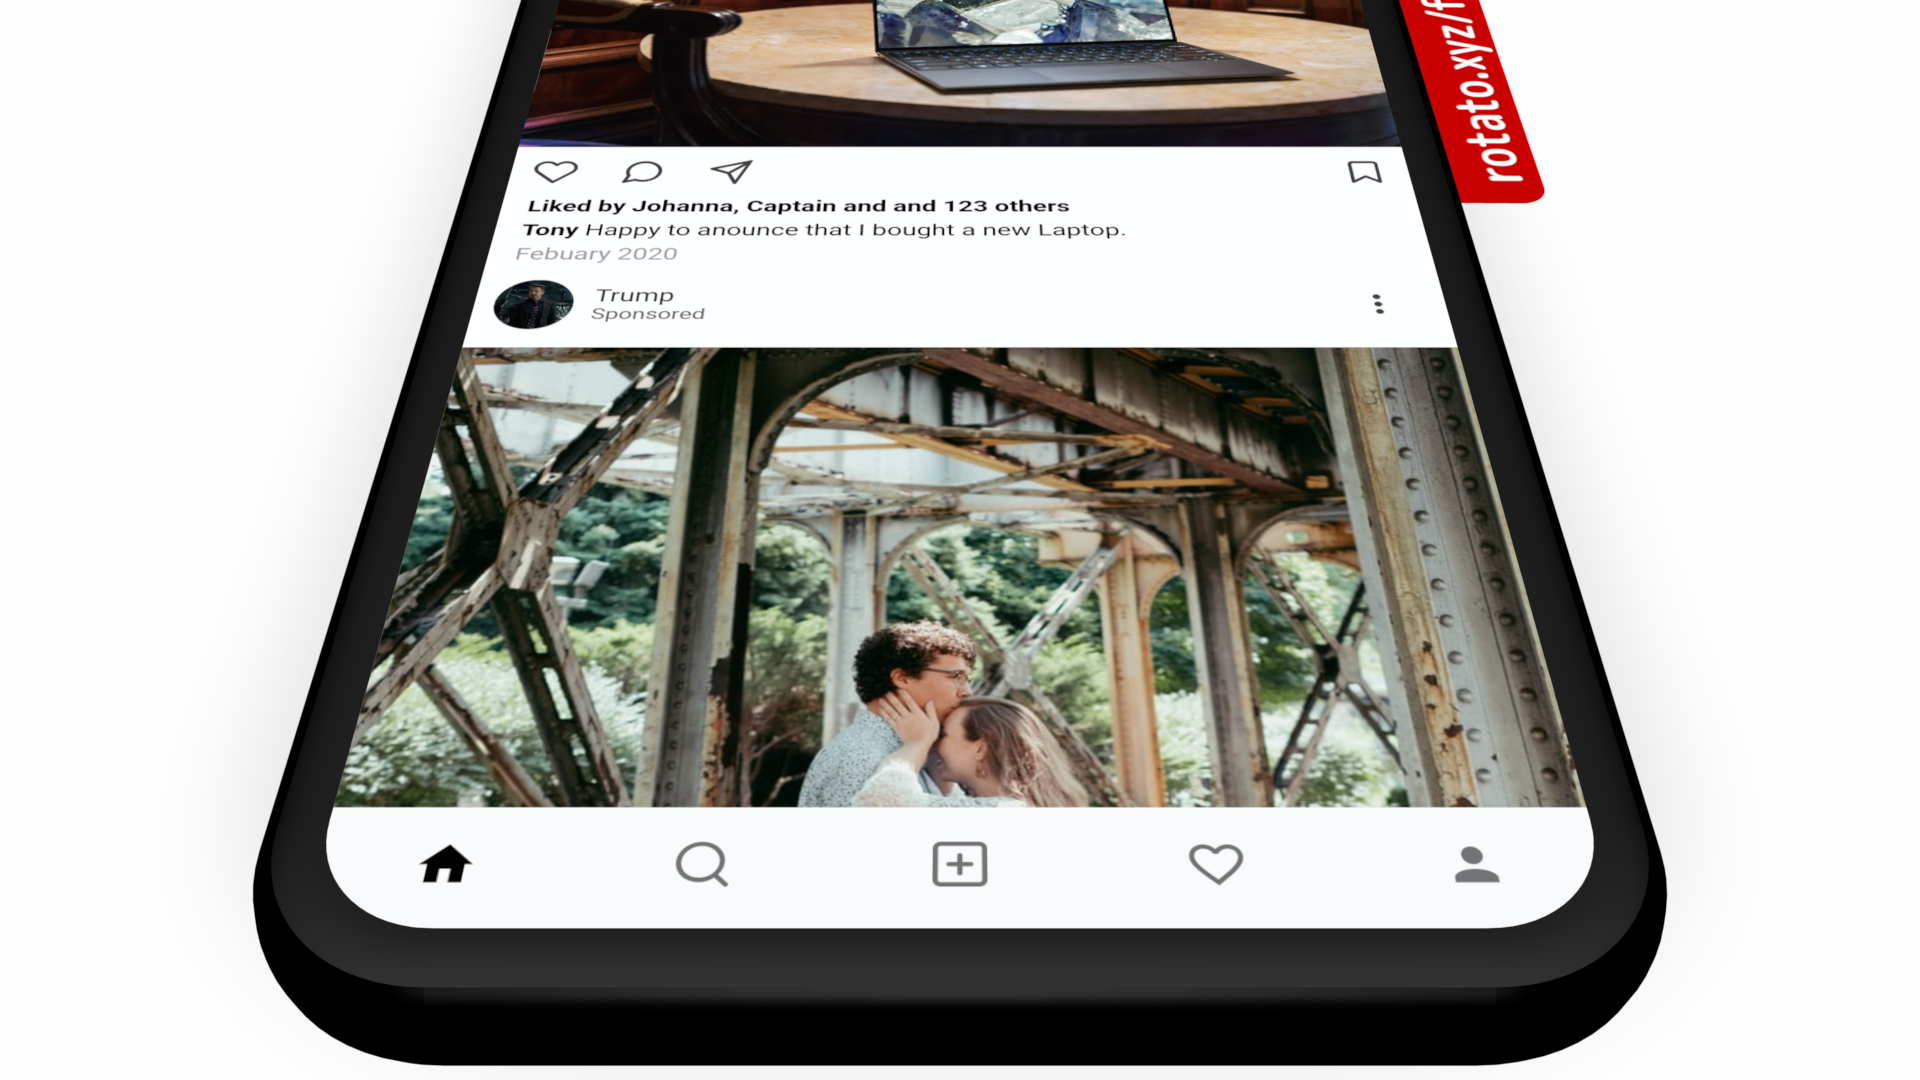 rotato.xyz/f
Liked by Johanna, Captain and and 123 others
Tony Happy to anounce that I bought a new Laptop.
Febuary 2020
Trump
Sponsored